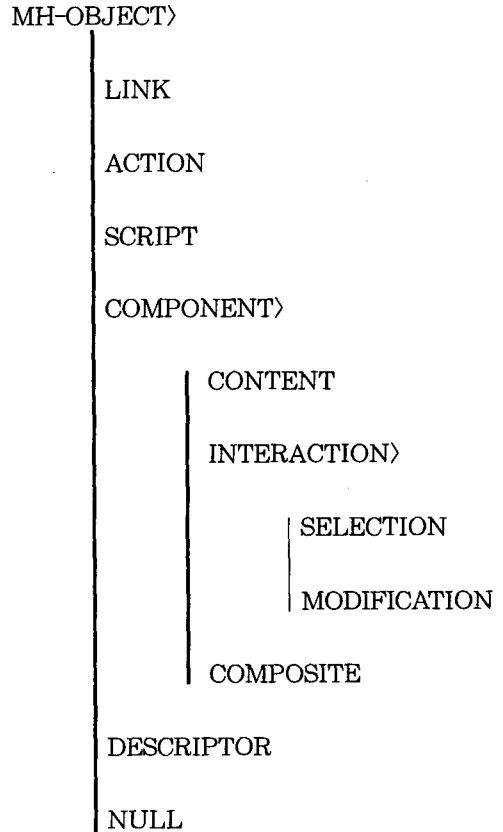 MH-OBJECT〉
LINK
ACTION
SCRIPT
COMPONENT〉
CONTENT
INTERACTION〉
SELECTION
MODIFICATION
COMPOSITE
DESCRIPTOR
NULL